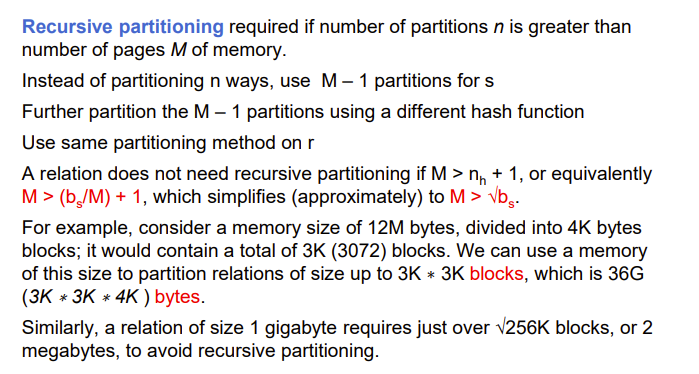 Recursive partitioning required if number of partitions n is greater than
number of pages M of memory.
Instead of partitioning n ways, use M – 1 partitions for s
Further partition the M – 1 partitions using a different hash function
Use same partitioning method on r
A relation does not need recursive partitioning if M > nₕ + 1, or equivalently
M > (bₛ/M) + 1, which simplifies (approximately) to M > √bₛ.
For example, consider a memory size of 12M bytes, divided into 4K bytes
blocks; it would contain a total of 3K (3072) blocks. We can use a memory
of this size to partition relations of size up to 3K ∗ 3K blocks, which is 36G
(3K ∗ 3K ∗ 4K ) bytes.
Similarly, a relation of size 1 gigabyte requires just over √256K blocks, or 2
megabytes, to avoid recursive partitioning.